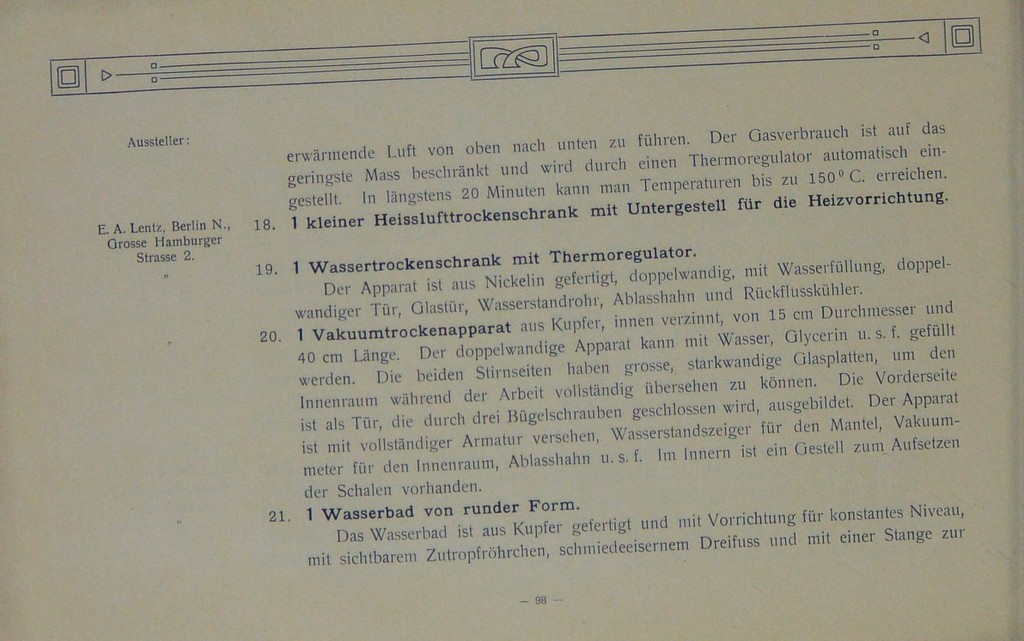 Aussteller:
erwärmende Luft von oben nach unten zu führen. Der Gasverbrauch ist auf das
geringste Mass beschränkt und wird durch einen Thermoregulator automatisch ein-
gestellt. In längstens 20 Minuten kann man Temperaturen bis zu 150° C. erreichen.
E. A. Lentz, Berlin N.,
Grosse Hamburger
Strasse 2.
18. 1 kleiner Heisslufttrockenschrank mit Untergestell für die Heizvorrichtung.
" 19. 1 Wassertrockenschrank mit Thermoregulator.
Der Apparat ist aus Nickelin gefertigt, doppelwandig, mit Wasserfüllung, doppel-
wandiger Tür, Glastür, Wasserstandrohr, Ablasshahn und Rückflusskühler.
" 20. 1 Vakuumtrockenapparat aus Kupfer, innen verzinnt, von 15 cm Durchmesser und
40 cm Länge. Der doppelwandige Apparat kann mit Wasser, Glycerin u. s. f. gefüllt
werden. Die beiden Stirnseiten haben grosse, starkwandige Glasplatten, um den
Innenraum während der Arbeit vollständig übersehen zu können. Die Vorderseite
ist als Tür, die durch drei Bügelschrauben geschlossen wird, ausgebildet. Der Apparat
ist mit vollständiger Armatur versehen, Wasserstandszeiger für den Mantel, Vakuum-
meter für den Innenraum, Ablasshahn u. s. f. Im Innern ist ein Gestell zum Aufsetzen
der Schalen vorhanden.
" 21. 1 Wasserbad von runder Form.
Das Wasserbad ist aus Kupfer gefertigt und mit Vorrichtung für konstantes Niveau,
mit sichtbarem Zutropfröhrchen, schmiedeeisernem Dreifuss und mit einer Stange zur
— 98 —